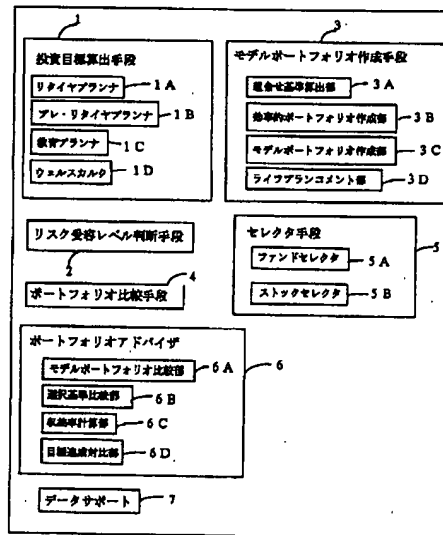 1
投資目標算出手段
リタイヤプランナ 1A
プレ・リタイヤプランナ 1B
教育プランナ 1C
ウェルスカルク 1D
3
モデルポートフォリオ作成手段
組合せ基準算出部 3A
効率的ポートフォリオ作成部 3B
モデルポートフォリオ作成部 3C
ライフプランコメント部 3D
リスク受容レベル判断手段
2
ポートフォリオ比較手段
4
セレクタ手段
5
ファンドセレクタ 5A
ストックセレクタ 5B
ポートフォリオアドバイザ
6
モデルポートフォリオ比較部 6A
選択基準比較部 6B
収益率計算部 6C
目標達成対比部 6D
データサポート 7